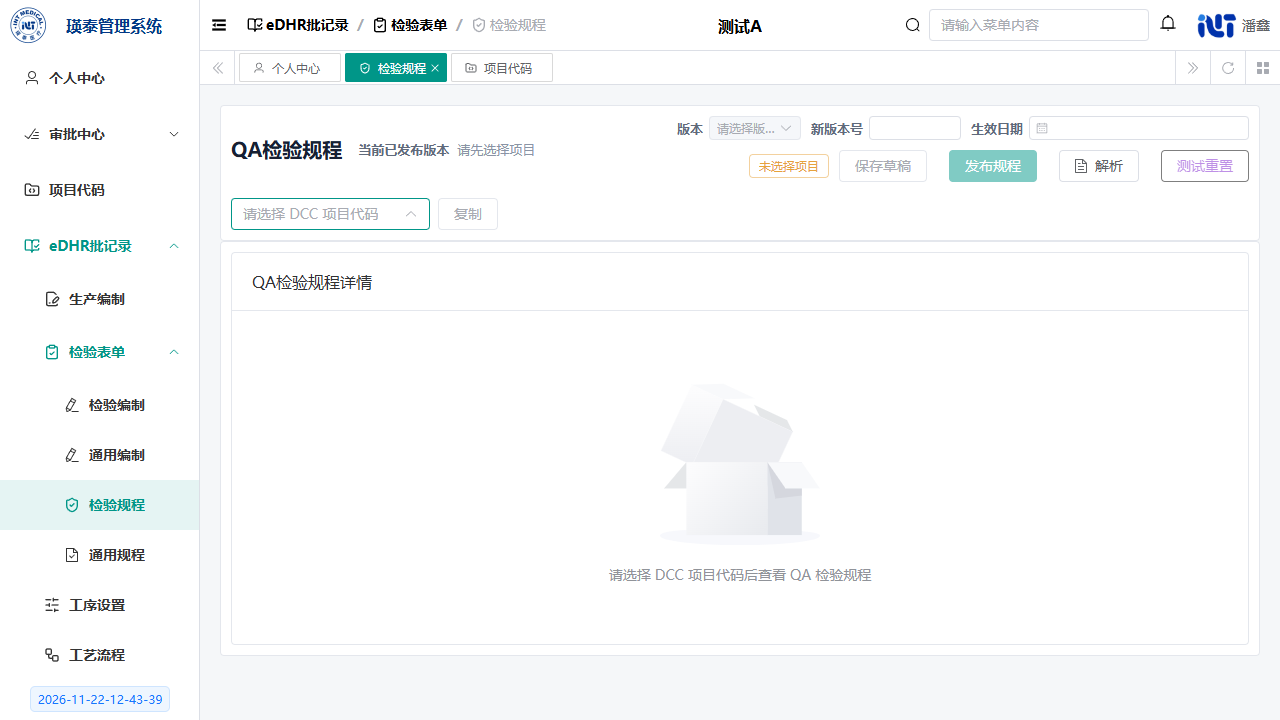 瑛泰管理系统
eDHR批记录 / 检验表单 / 检验规程
测试A
请输入菜单内容
潘鑫
个人中心
检验规程
项目代码
个人中心
审批中心
项目代码
eDHR批记录
生产编制
检验表单
检验编制
通用编制
检验规程
通用规程
工序设置
工艺流程
2026-11-22-12-43-39
QA检验规程 当前已发布版本 请先选择项目
版本 请选择版... 新版本号 生效日期
未选择项目 保存草稿 发布规程 解析 测试重置
请选择 DCC 项目代码 复制
QA检验规程详情
请选择 DCC 项目代码后查看 QA 检验规程